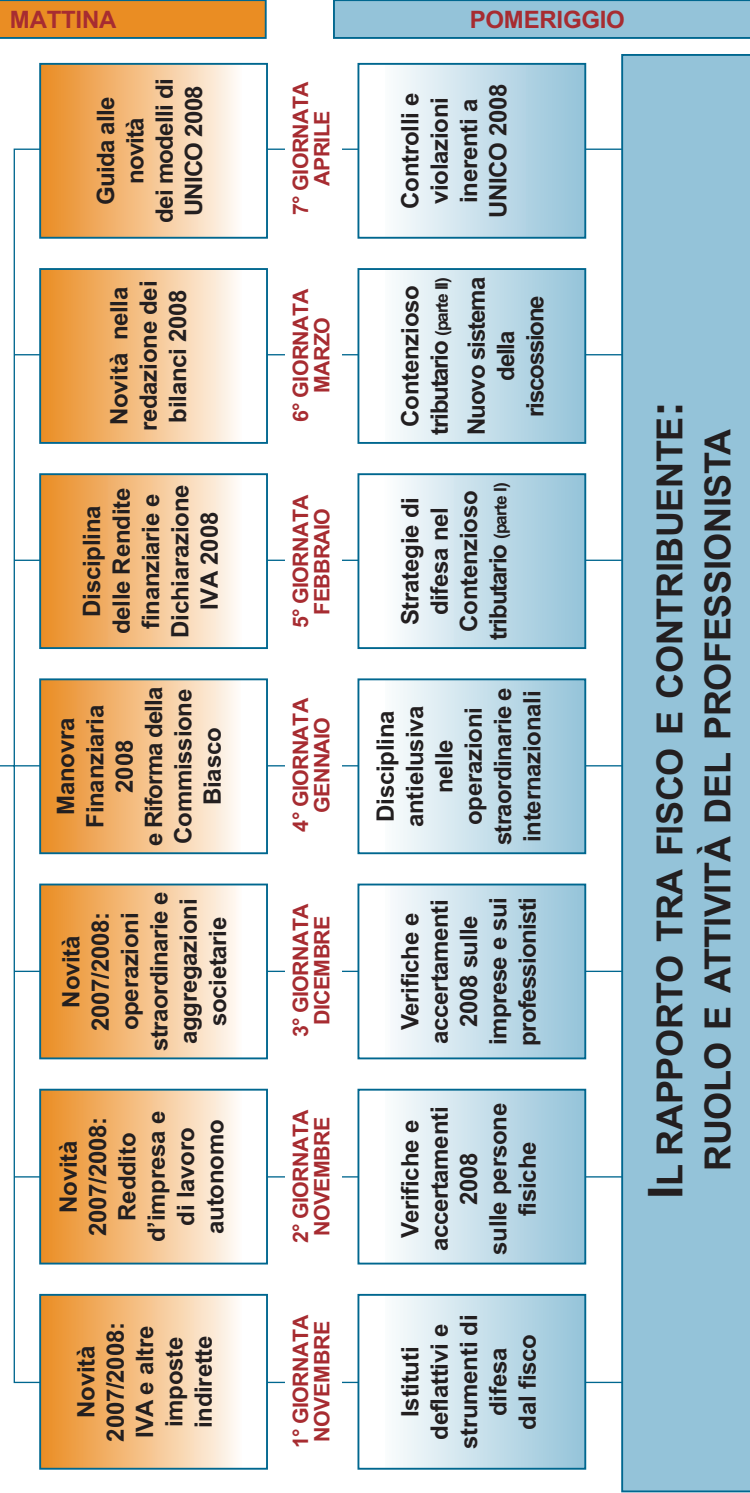 MATTINA
POMERIGGIO
Novità
2007/2008:
IVA e altre
imposte
indirette
1° GIORNATA
NOVEMBRE
Istituti
deflattivi e
strumenti di
difesa
dal fisco
Novità
2007/2008:
Reddito
d’impresa e
di lavoro
autonomo
2° GIORNATA
NOVEMBRE
Verifiche e
accertamenti
2008
sulle persone
fisiche
Novità
2007/2008:
operazioni
straordinarie e
aggregazioni
societarie
3° GIORNATA
DICEMBRE
Verifiche e
accertamenti
2008 sulle
imprese e sui
professionisti
Manovra
Finanziaria
2008
e Riforma della
Commissione
Biasco
4° GIORNATA
GENNAIO
Disciplina
antielusiva
nelle
operazioni
straordinarie e
internazionali
Disciplina
delle Rendite
finanziarie e
Dichiarazione
IVA 2008
5° GIORNATA
FEBBRAIO
Strategie di
difesa nel
Contenzioso
tributario (parte I)
Novità nella
redazione dei
bilanci 2008
6° GIORNATA
MARZO
Contenzioso
tributario (parte II)
Nuovo sistema
della
riscossione
Guida alle
novità
dei modelli di
UNICO 2008
7° GIORNATA
APRILE
Controlli e
violazioni
inerenti a
UNICO 2008
IL RAPPORTO TRA FISCO E CONTRIBUENTE:
RUOLO E ATTIVITÀ DEL PROFESSIONISTA